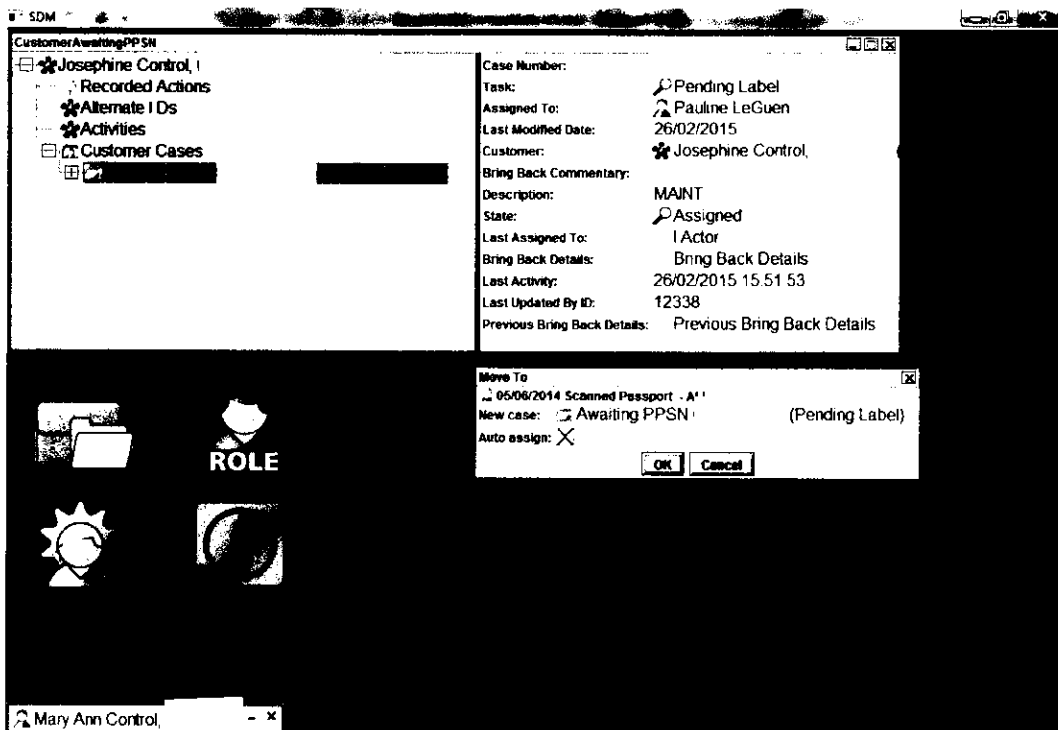 SDM
CustomerAwaitingPPSN
Josephine Control,
Recorded Actions
Alternate IDs
Activities
Customer Cases
Case Number:
Task: Pending Label
Assigned To: Pauline LeGuen
Last Modified Date: 26/02/2015
Customer: Josephine Control,
Bring Back Commentary:
Description: MAINT
State: Assigned
Last Assigned To: I Actor
Bring Back Details: Bring Back Details
Last Activity: 26/02/2015 15 51 53
Last Updated By ID: 12338
Previous Bring Back Details: Previous Bring Back Details
Move To
05/06/2014 Scanned Passport -
New case: Awaiting PPSN (Pending Label)
Auto assign:
OK Cancel
ROLE
Mary Ann Control,